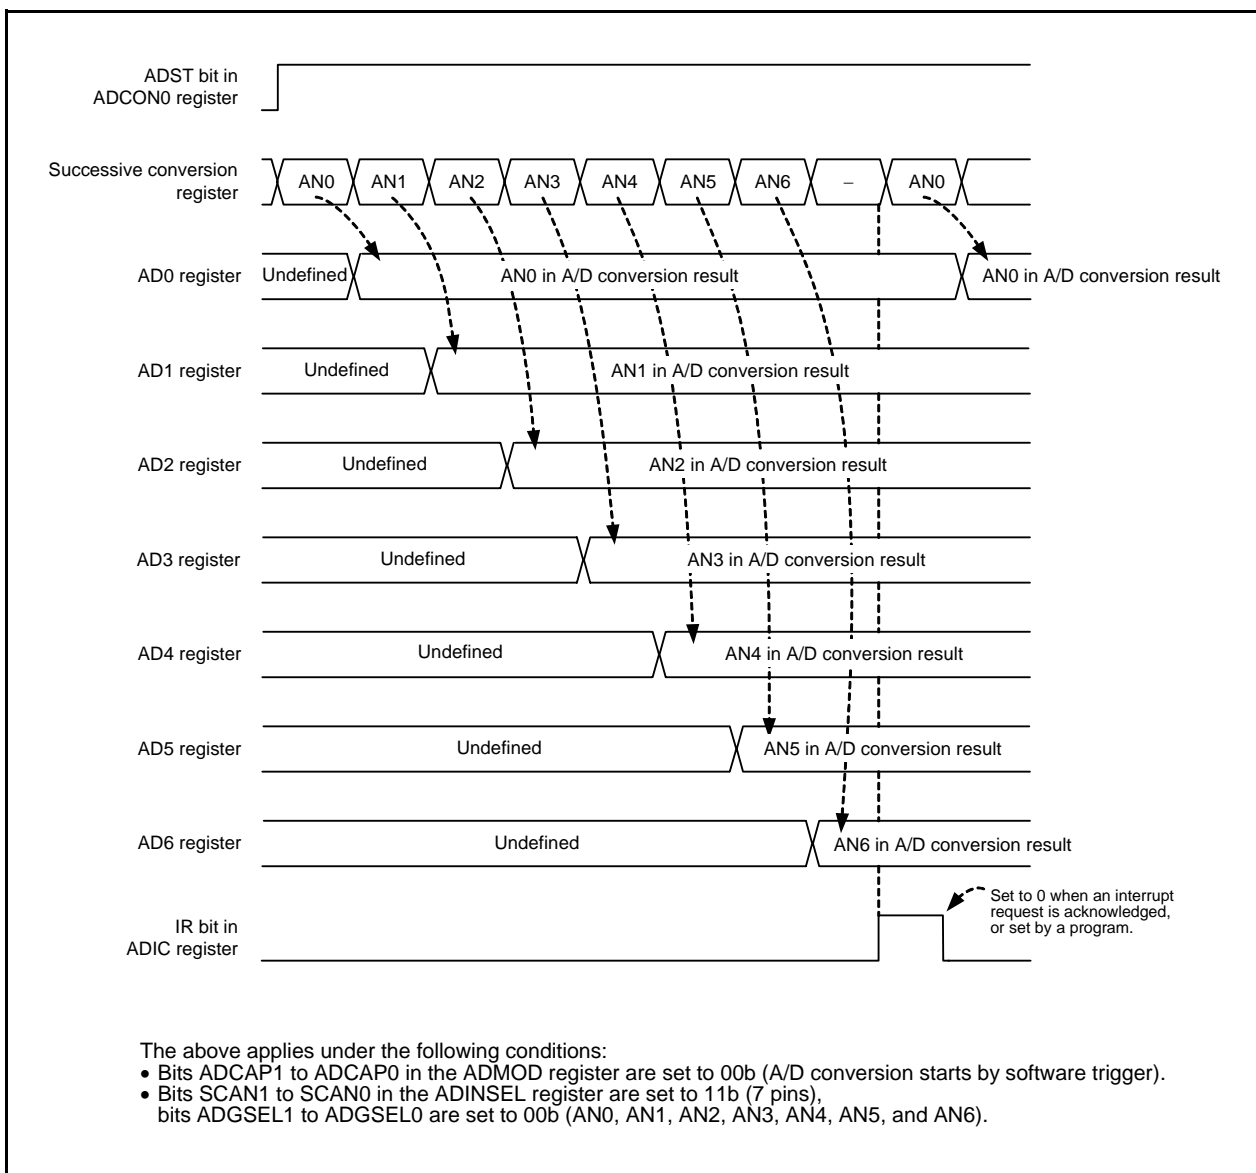 ADST bit in
ADCON0 register
Successive conversion
register
AN0 AN1 AN2 AN3 AN4 AN5 AN6 – AN0
AD0 register Undefined AN0 in A/D conversion result AN0 in A/D conversion result
AD1 register Undefined AN1 in A/D conversion result
AD2 register Undefined AN2 in A/D conversion result
AD3 register Undefined AN3 in A/D conversion result
AD4 register Undefined AN4 in A/D conversion result
AD5 register Undefined AN5 in A/D conversion result
AD6 register Undefined AN6 in A/D conversion result
Set to 0 when an interrupt
request is acknowledged,
or set by a program.
IR bit in
ADIC register
The above applies under the following conditions:
• Bits ADCAP1 to ADCAP0 in the ADMOD register are set to 00b (A/D conversion starts by software trigger).
• Bits SCAN1 to SCAN0 in the ADINSEL register are set to 11b (7 pins),
bits ADGSEL1 to ADGSEL0 are set to 00b (AN0, AN1, AN2, AN3, AN4, AN5, and AN6).